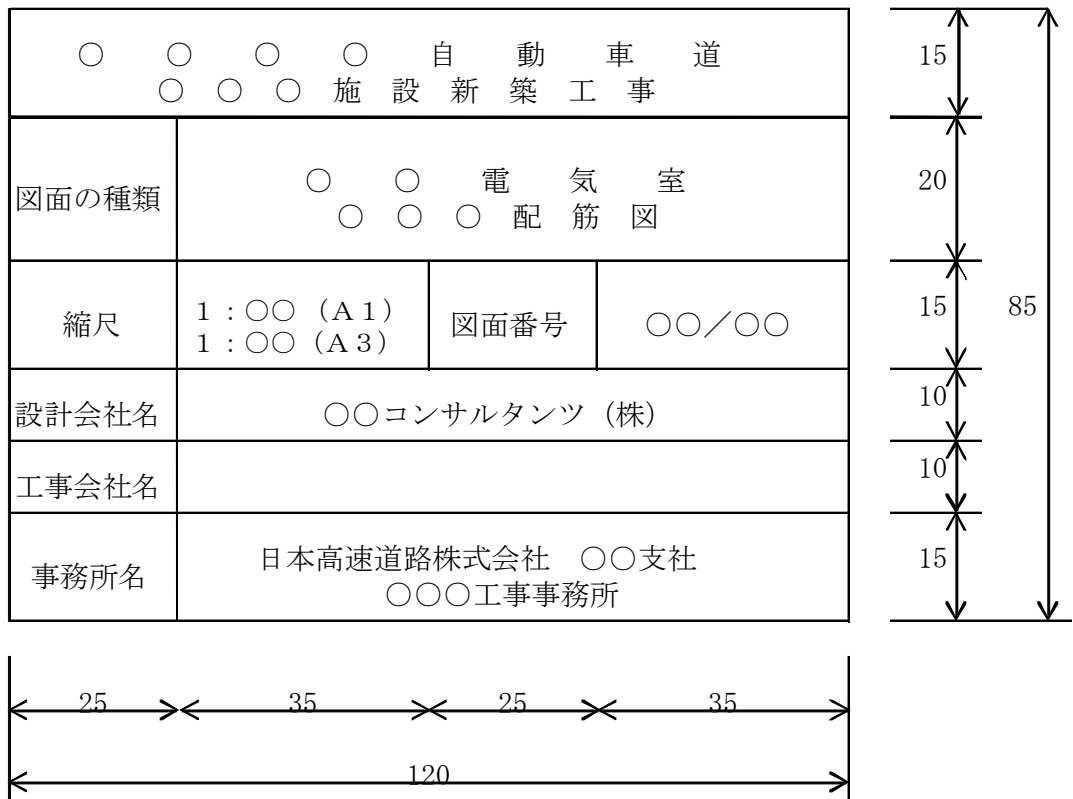 ○ ○ ○ ○ 自 動 車 道
○ ○ ○ 施 設 新 築 工 事
図面の種類
○ ○ 電 気 室
○ ○ ○ 配 筋 図
縮尺
1：○○（A1）
1：○○（A3）
図面番号
○○／○○
設計会社名
○○コンサルタンツ（株）
工事会社名
事務所名
日本高速道路株式会社　○○支社
○○○工事事務所
15
20
15
85
10
10
15
25
35
25
35
120